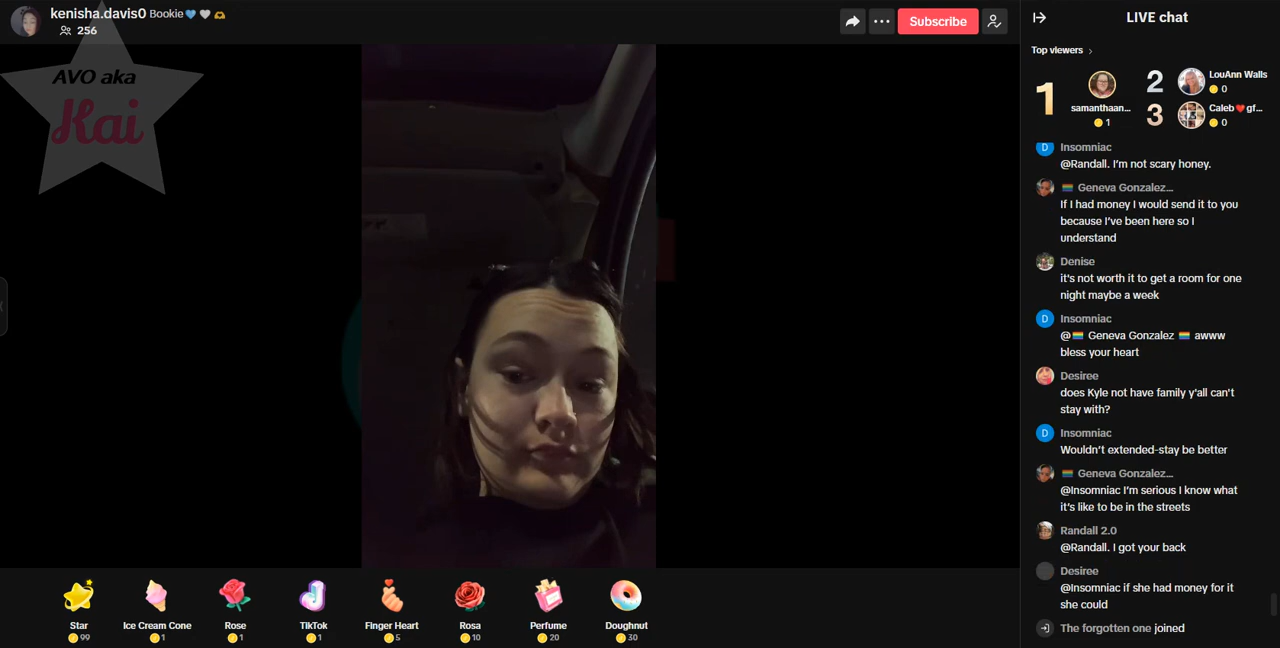 kenisha.davis0 Bookie💙🤍🫶
256
Subscribe
AVO aka
Kai
LIVE chat
Top viewers
1
samanthaan...
1
2
LouAnn Walls
0
3
Caleb❤️gf...
0
D
Insomniac
@Randall. I'm not scary honey.
Geneva Gonzalez...
If I had money I would send it to you
because I've been here so I
understand
Denise
it's not worth it to get a room for one
night maybe a week
D
Insomniac
@ Geneva Gonzalez awww
bless your heart
Desiree
does Kyle not have family y'all can't
stay with?
D
Insomniac
Wouldn't extended-stay be better
Geneva Gonzalez...
@Insomniac I'm serious I know what
it's like to be in the streets
Randall 2.0
@Randall. I got your back
Desiree
@Insomniac if she had money for it
she could
The forgotten one joined
Star
99
Ice Cream Cone
1
Rose
1
TikTok
1
Finger Heart
5
Rosa
10
Perfume
20
Doughnut
30